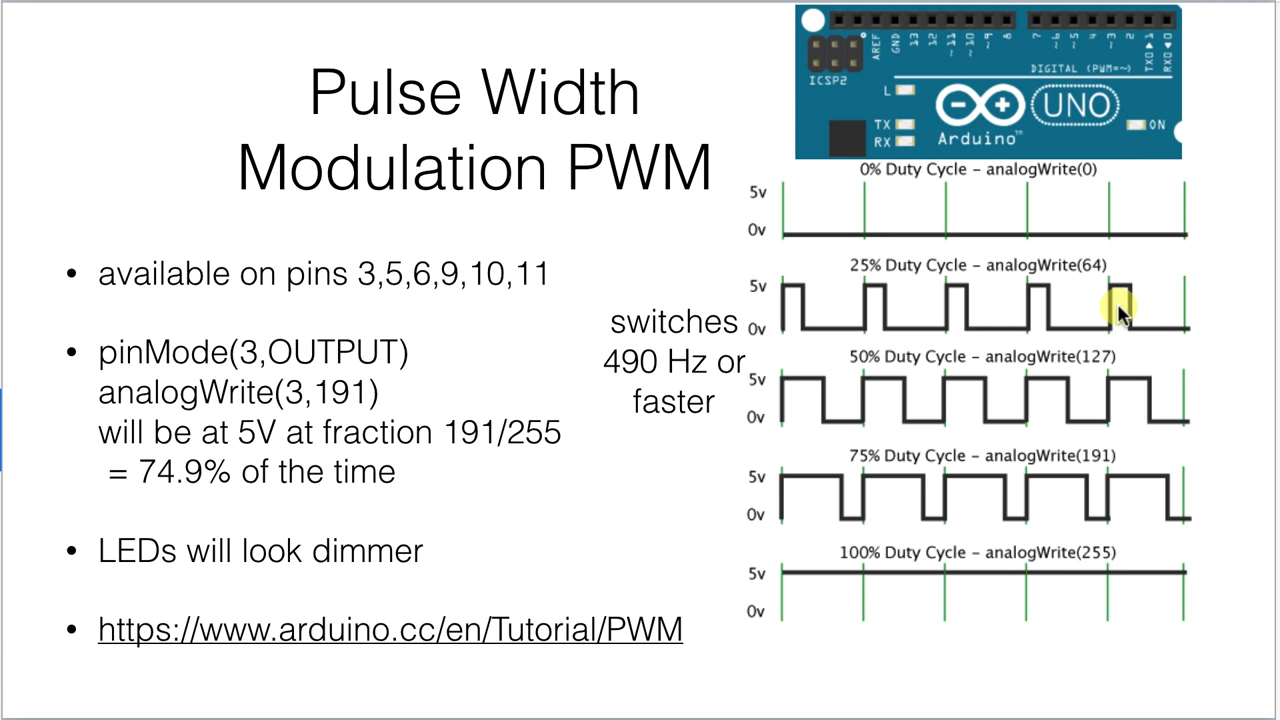 Pulse Width
Modulation PWM
• available on pins 3,5,6,9,10,11
• pinMode(3,OUTPUT)
analogWrite(3,191)
will be at 5V at fraction 191/255
= 74.9% of the time
• LEDs will look dimmer
• https://www.arduino.cc/en/Tutorial/PWM
switches
490 Hz or
faster
AREF
GND
13
12
~11
~10
~9
8
7
~6
~5
4
~3
2
TX0▶1
RX0◀0
ICSP2
DIGITAL (PWM=~)
L
TX
RX
UNO
ON
Arduino™
0% Duty Cycle – analogWrite(0)
5v
0v
25% Duty Cycle – analogWrite(64)
5v
0v
50% Duty Cycle – analogWrite(127)
5v
0v
75% Duty Cycle – analogWrite(191)
5v
0v
100% Duty Cycle – analogWrite(255)
5v
0v